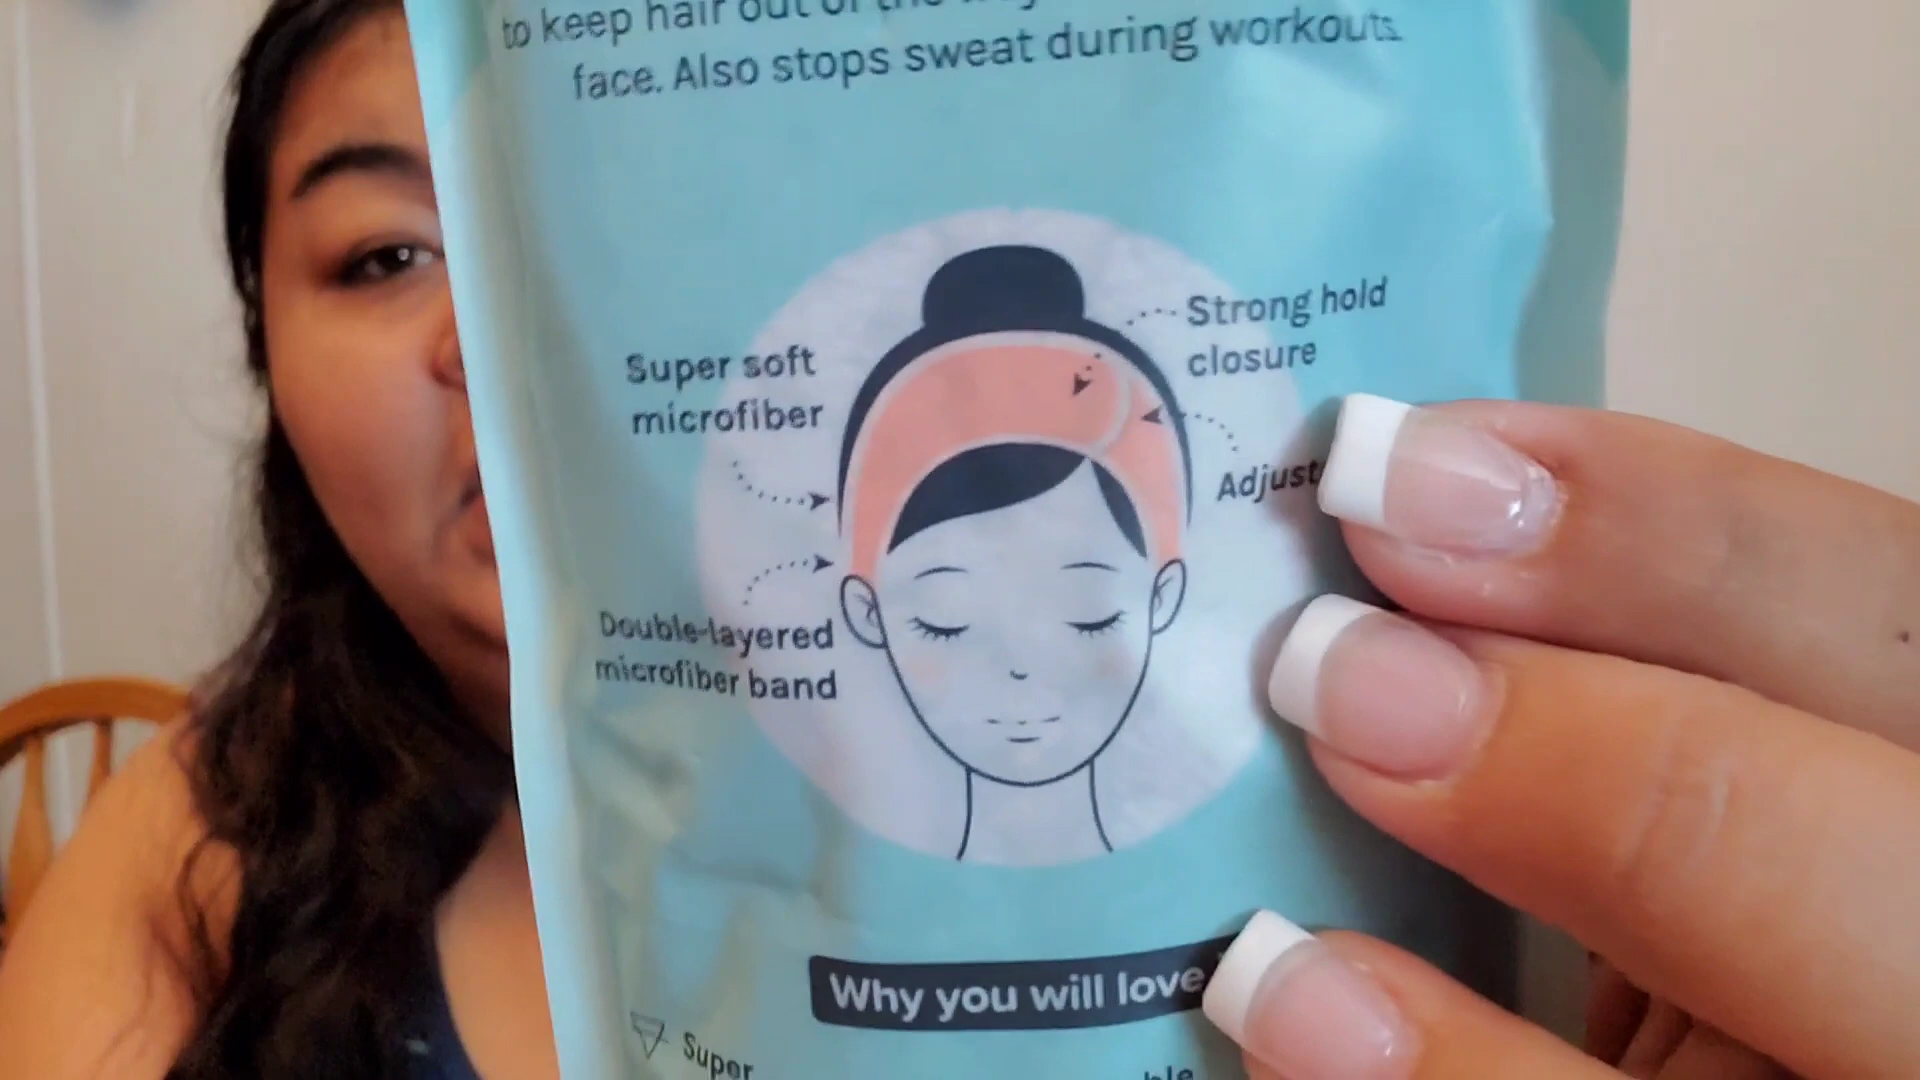 to keep hair out of the
face. Also stops sweat during workouts.
Strong hold
closure
Super soft
microfiber
Adjust
Double-layered
microfiber band
Why you will love
Super